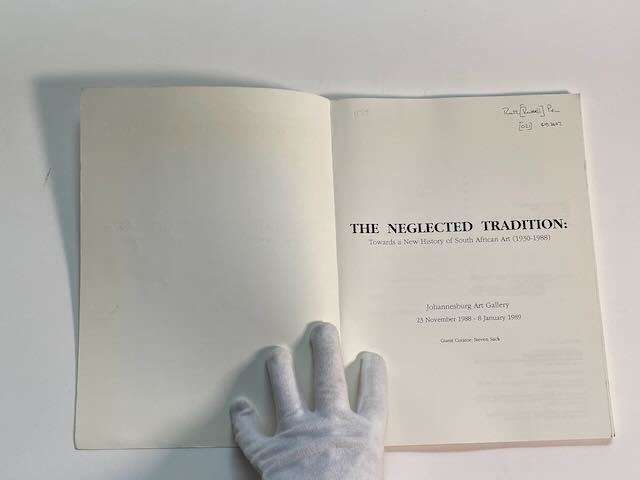 THE NEGLECTED TRADITION:
Towards a New History of South African Art (1930-1988)
Johannesburg Art Gallery
23 November 1988 - 8 January 1989
Guest Curator: Steven Sack